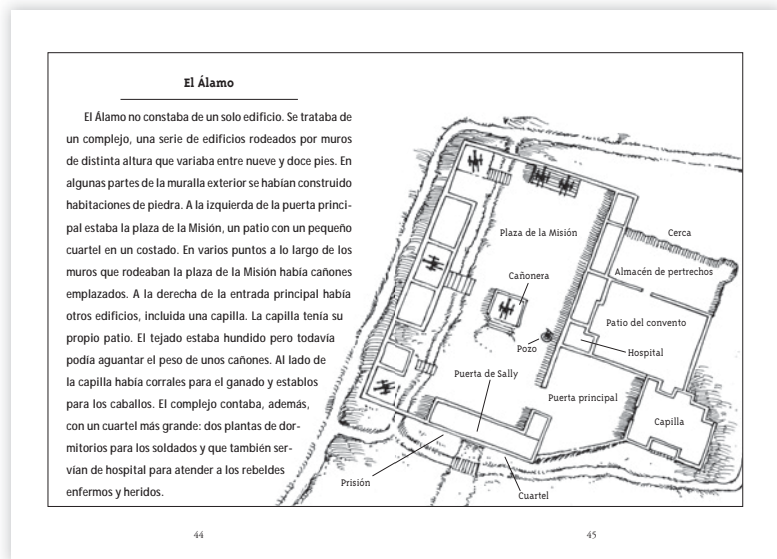 El Álamo
El Álamo no constaba de un solo edificio. Se trataba de
un complejo, una serie de edificios rodeados por muros
de distinta altura que variaba entre nueve y doce pies. En
algunas partes de la muralla exterior se habían construido
habitaciones de piedra. A la izquierda de la puerta princi-
pal estaba la plaza de la Misión, un patio con un pequeño
cuartel en un costado. En varios puntos a lo largo de los
muros que rodeaban la plaza de la Misión había cañones
emplazados. A la derecha de la entrada principal había
otros edificios, incluida una capilla. La capilla tenía su
propio patio. El tejado estaba hundido pero todavía
podía aguantar el peso de unos cañones. Al lado de
la capilla había corrales para el ganado y establos
para los caballos. El complejo contaba, además,
con un cuartel más grande: dos plantas de dor-
mitorios para los soldados y que también ser-
vían de hospital para atender a los rebeldes
enfermos y heridos.
Plaza de la Misión
Cerca
Almacén de pertrechos
Cañonera
Patio del convento
Pozo
Hospital
Puerta de Sally
Puerta principal
Capilla
Prisión
Cuartel
44
45